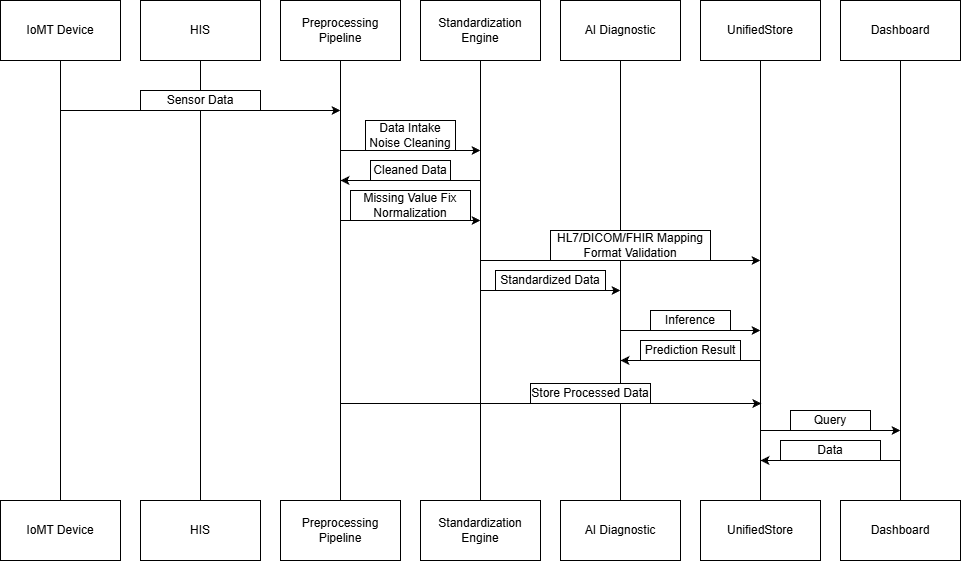 IoMT Device
HIS
Preprocessing
Pipeline
Standardization
Engine
AI Diagnostic
UnifiedStore
Dashboard
Sensor Data
Data Intake
Noise Cleaning
Cleaned Data
Missing Value Fix
Normalization
HL7/DICOM/FHIR Mapping
Format Validation
Standardized Data
Inference
Prediction Result
Store Processed Data
Query
Data
IoMT Device
HIS
Preprocessing
Pipeline
Standardization
Engine
AI Diagnostic
UnifiedStore
Dashboard